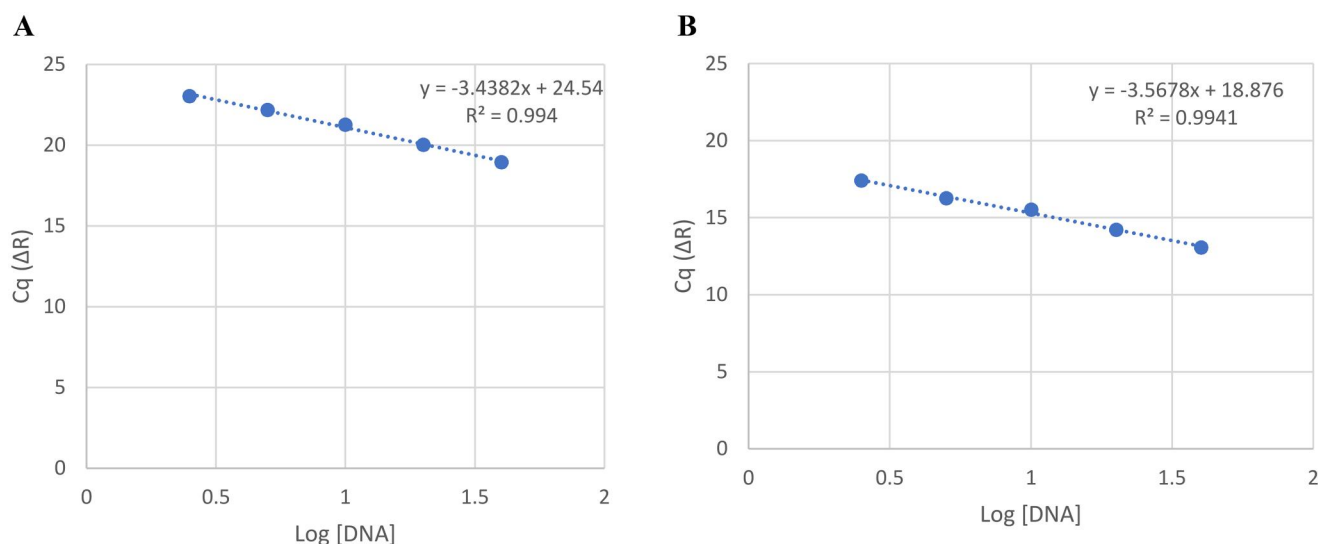 A
25
20
15
10
5
0
Cq (ΔR)
y = -3.4382x + 24.54
R² = 0.994
0 0.5 1 1.5 2
Log [DNA]
B
25
20
15
10
5
0
Cq (ΔR)
y = -3.5678x + 18.876
R² = 0.9941
0 0.5 1 1.5 2
Log [DNA]